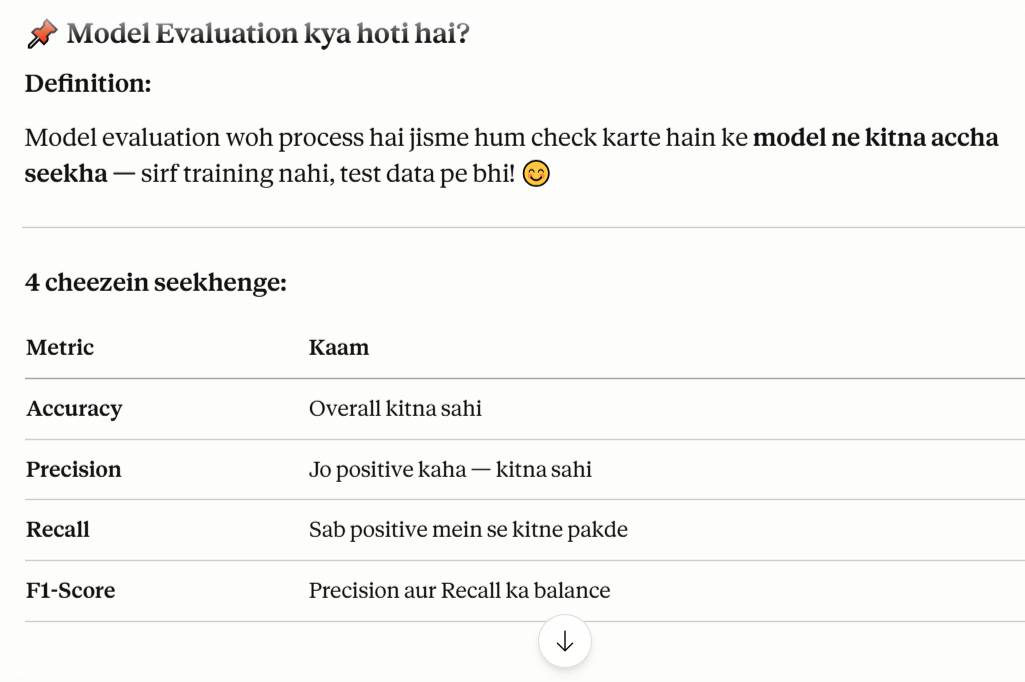 📌 Model Evaluation kya hoti hai?
Definition:
Model evaluation woh process hai jisme hum check karte hain ke model ne kitna accha
seekha — sirf training nahi, test data pe bhi! 😊
4 cheezein seekhenge:
Metric Kaam
Accuracy Overall kitna sahi
Precision Jo positive kaha — kitna sahi
Recall Sab positive mein se kitne pakde
F1-Score Precision aur Recall ka balance